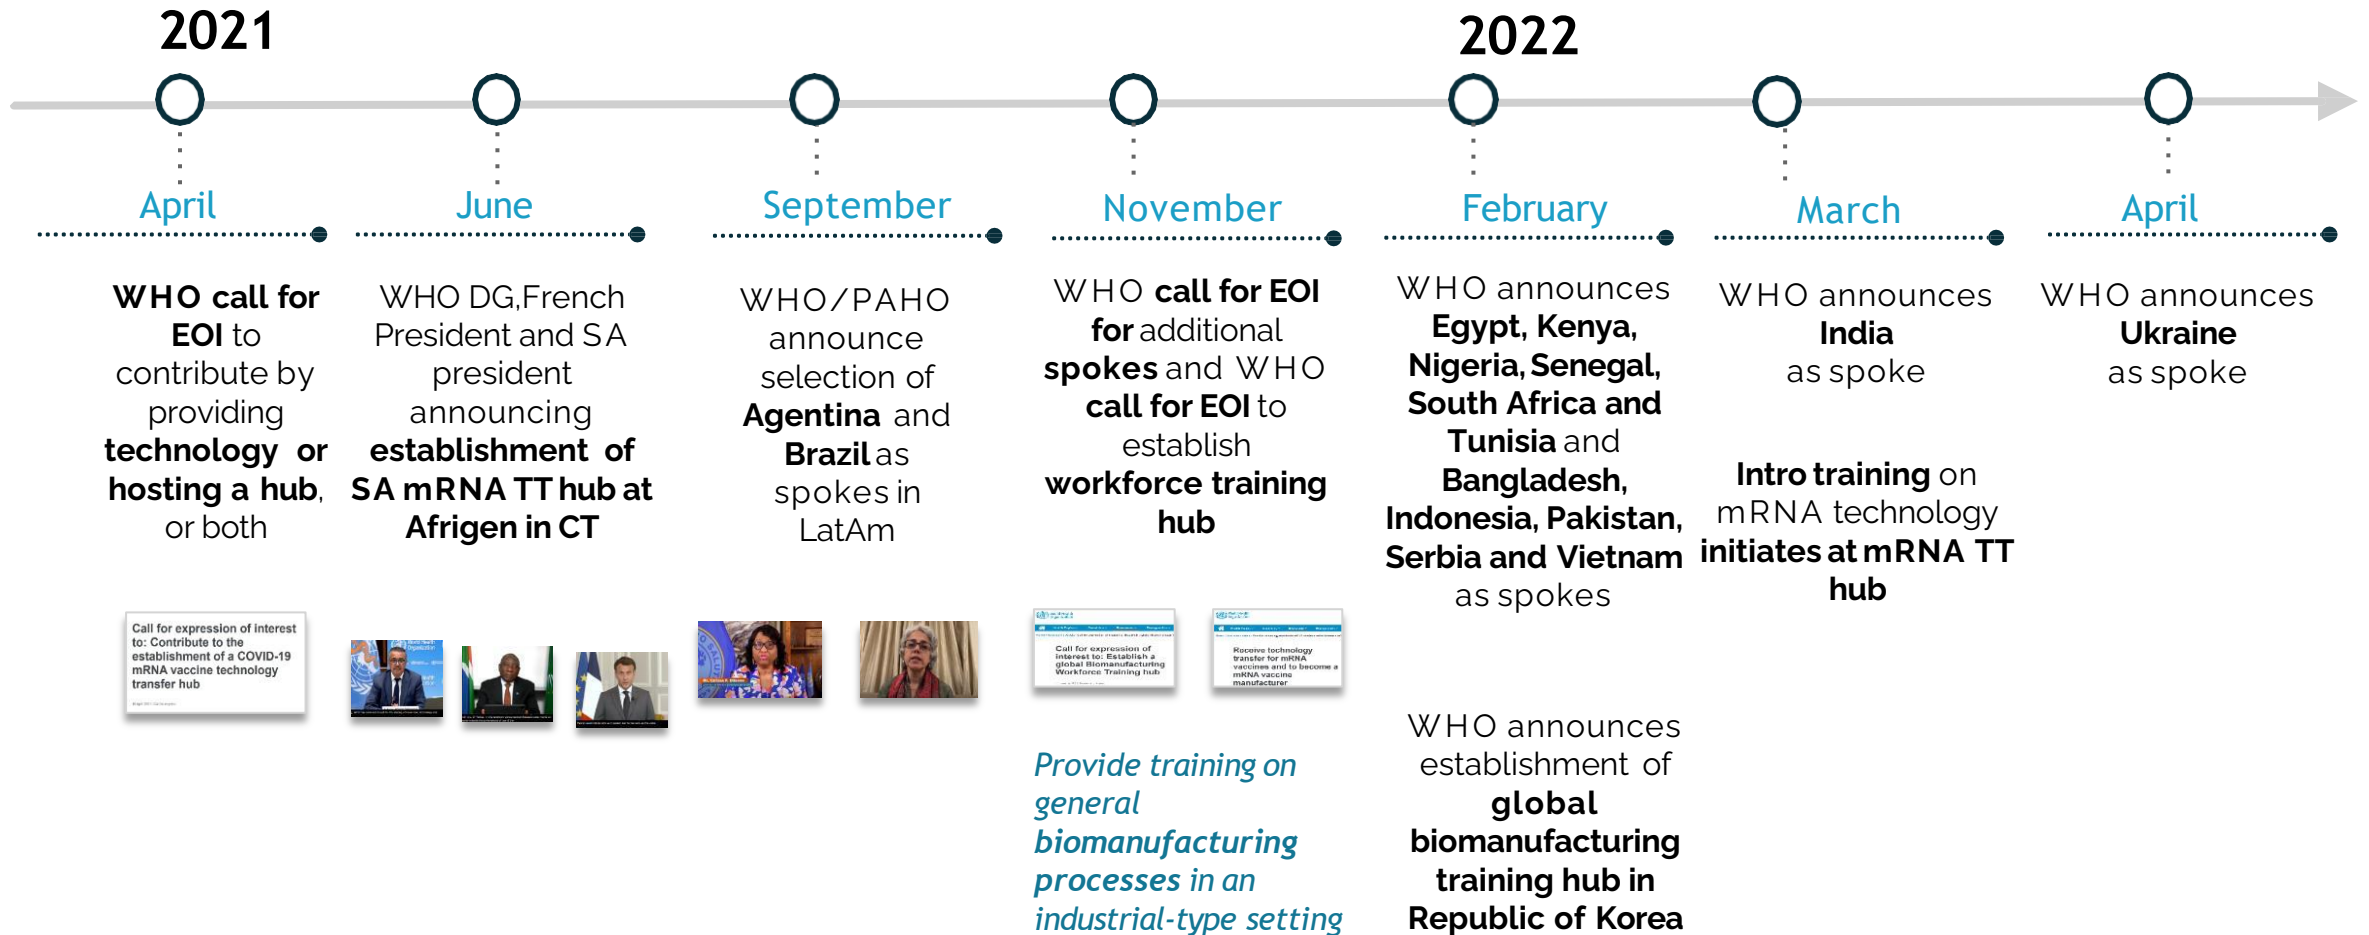 2021
2022
April
WHO call for
EOI to
contribute by
providing
technology or
hosting a hub,
or both
Call for expression of interest
to: Contribute to the
establishment of a COVID-19
mRNA vaccine technology
transfer hub
June
WHO DG,French
President and SA
president
announcing
establishment of
SA mRNA TT hub at
Afrigen in CT
September
WHO/PAHO
announce
selection of
Agentina and
Brazil as
spokes in
LatAm
November
WHO call for EOI
for additional
spokes and WHO
call for EOI to
establish
workforce training
hub
Call for expression of
interest to: Establish a
global Biomanufacturing
Workforce Training hub
Receive technology
transfer for mRNA
vaccines and to become a
mRNA vaccine
manufacturer
Provide training on
general
biomanufacturing
processes in an
industrial-type setting
February
WHO announces
Egypt, Kenya,
Nigeria, Senegal,
South Africa and
Tunisia and
Bangladesh,
Indonesia, Pakistan,
Serbia and Vietnam
as spokes
WHO announces
establishment of
global
biomanufacturing
training hub in
Republic of Korea
March
WHO announces
India
as spoke
Intro training on
mRNA technology
initiates at mRNA TT
hub
April
WHO announces
Ukraine
as spoke